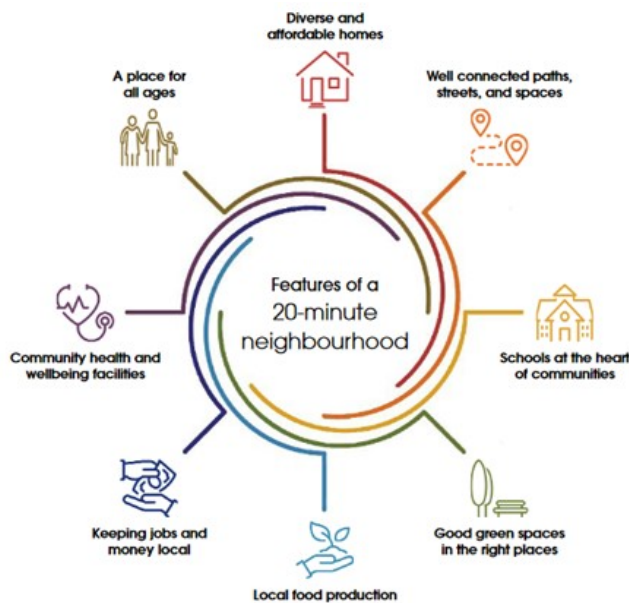 Diverse and
affordable homes
A place for
all ages
Well connected paths,
streets, and spaces
Features of a
20-minute
neighbourhood
Community health and
wellbeing facilities
Schools at the heart
of communities
Keeping jobs and
money local
Good green spaces
in the right places
Local food production